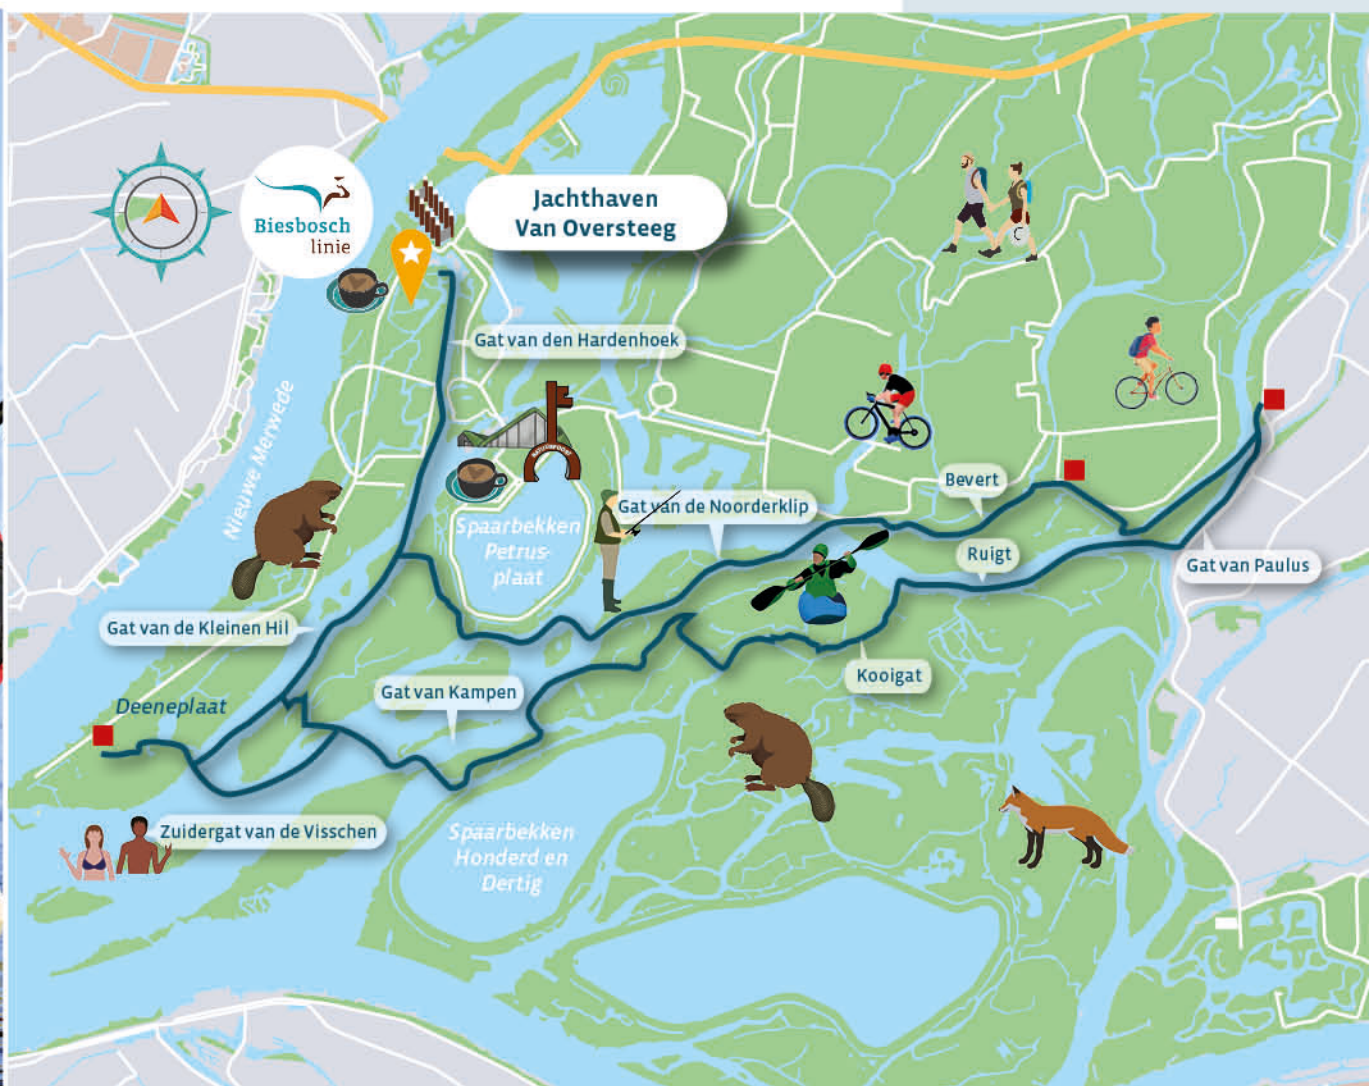 Biesbosch
linie
Jachthaven
Van Oversteeg
Gat van den Hardenhoek
Nieuwe Merwede
Spaarbekken
Petrus-
plaat
Gat van de Noorderklip
Bevert
Ruigt
Gat van Paulus
Gat van de Kleinen Hil
Kooigat
Gat van Kampen
Deeneplaat
Zuidergat van de Visschen
Spaarbekken
Honderd en
Dertig